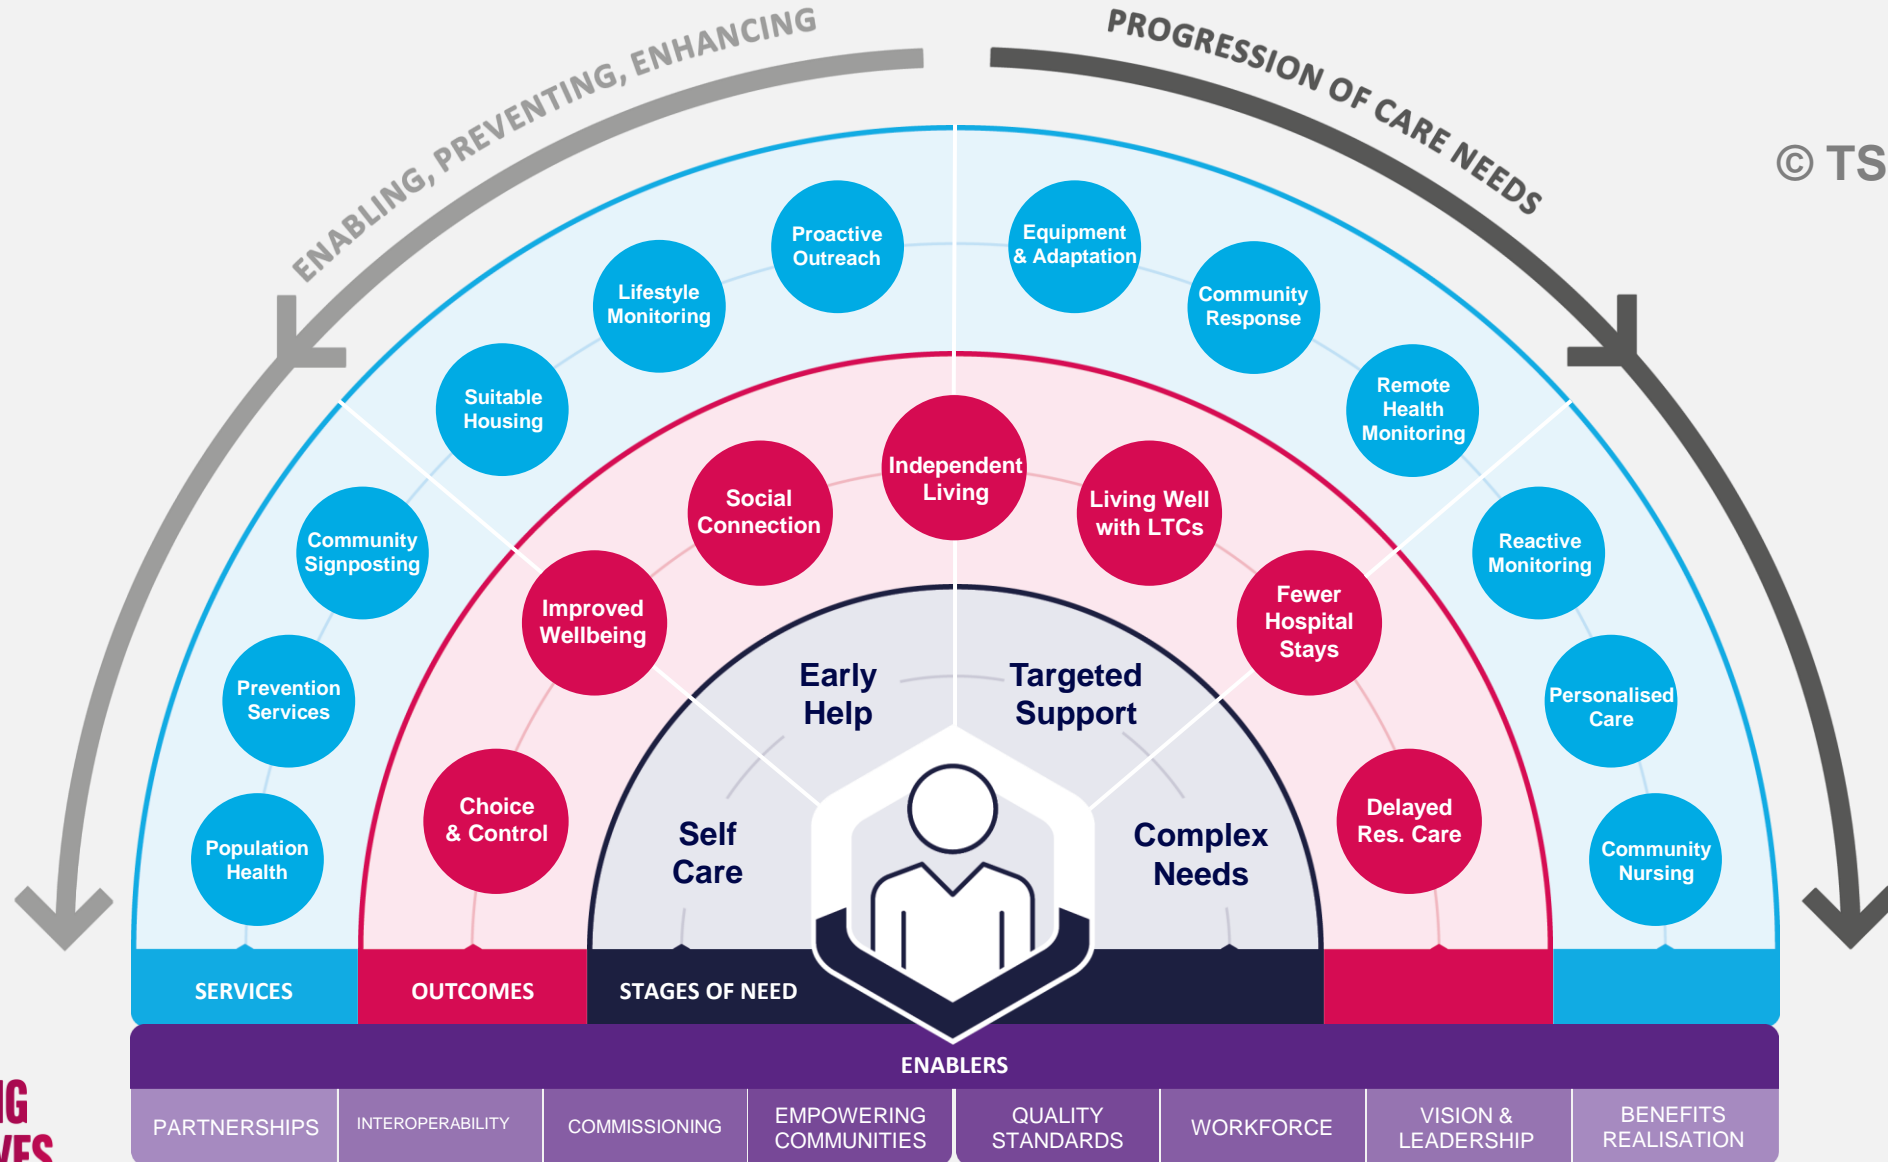 ENABLING, PREVENTING, ENHANCING
PROGRESSION OF CARE NEEDS
© TS
Proactive
Outreach
Equipment
& Adaptation
Lifestyle
Monitoring
Community
Response
Suitable
Housing
Remote
Health
Monitoring
Community
Signposting
Reactive
Monitoring
Prevention
Services
Personalised
Care
Population
Health
Community
Nursing
Independent
Living
Social
Connection
Living Well
with LTCs
Improved
Wellbeing
Fewer
Hospital
Stays
Choice
& Control
Delayed
Res. Care
Early
Help
Targeted
Support
Self
Care
Complex
Needs
SERVICES
OUTCOMES
STAGES OF NEED
ENABLERS
PARTNERSHIPS
INTEROPERABILITY
COMMISSIONING
EMPOWERING
COMMUNITIES
QUALITY
STANDARDS
WORKFORCE
VISION &
LEADERSHIP
BENEFITS
REALISATION